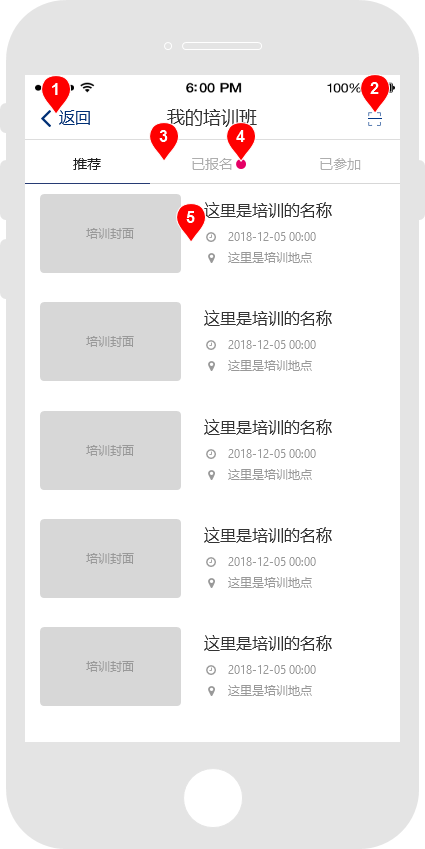 1
2
6:00 PM
100%
返回
我的培训班
3
4
推荐
已报名
已参加
5
这里是培训的名称
培训封面
2018-12-05 00:00
这里是培训地点
这里是培训的名称
培训封面
2018-12-05 00:00
这里是培训地点
这里是培训的名称
培训封面
2018-12-05 00:00
这里是培训地点
这里是培训的名称
培训封面
2018-12-05 00:00
这里是培训地点
这里是培训的名称
培训封面
2018-12-05 00:00
这里是培训地点